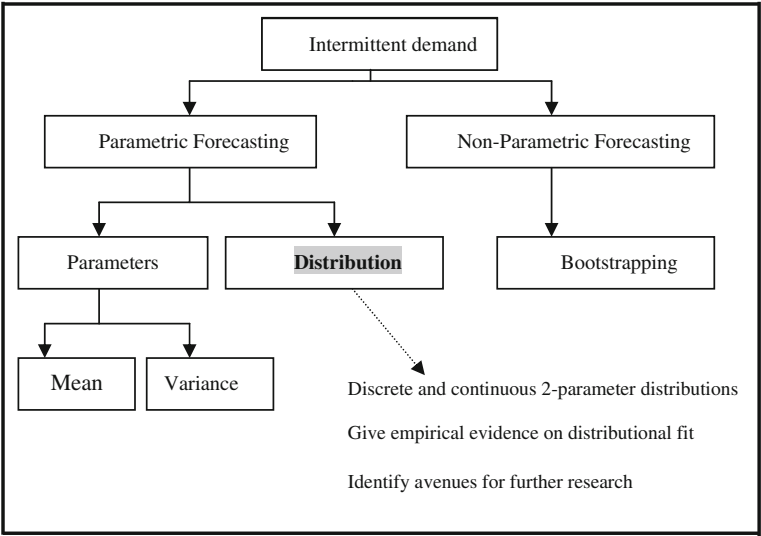 Intermittent demand
Parametric Forecasting
Non-Parametric Forecasting
Parameters
Distribution
Bootstrapping
Mean
Variance
Discrete and continuous 2-parameter distributions
Give empirical evidence on distributional fit
Identify avenues for further research